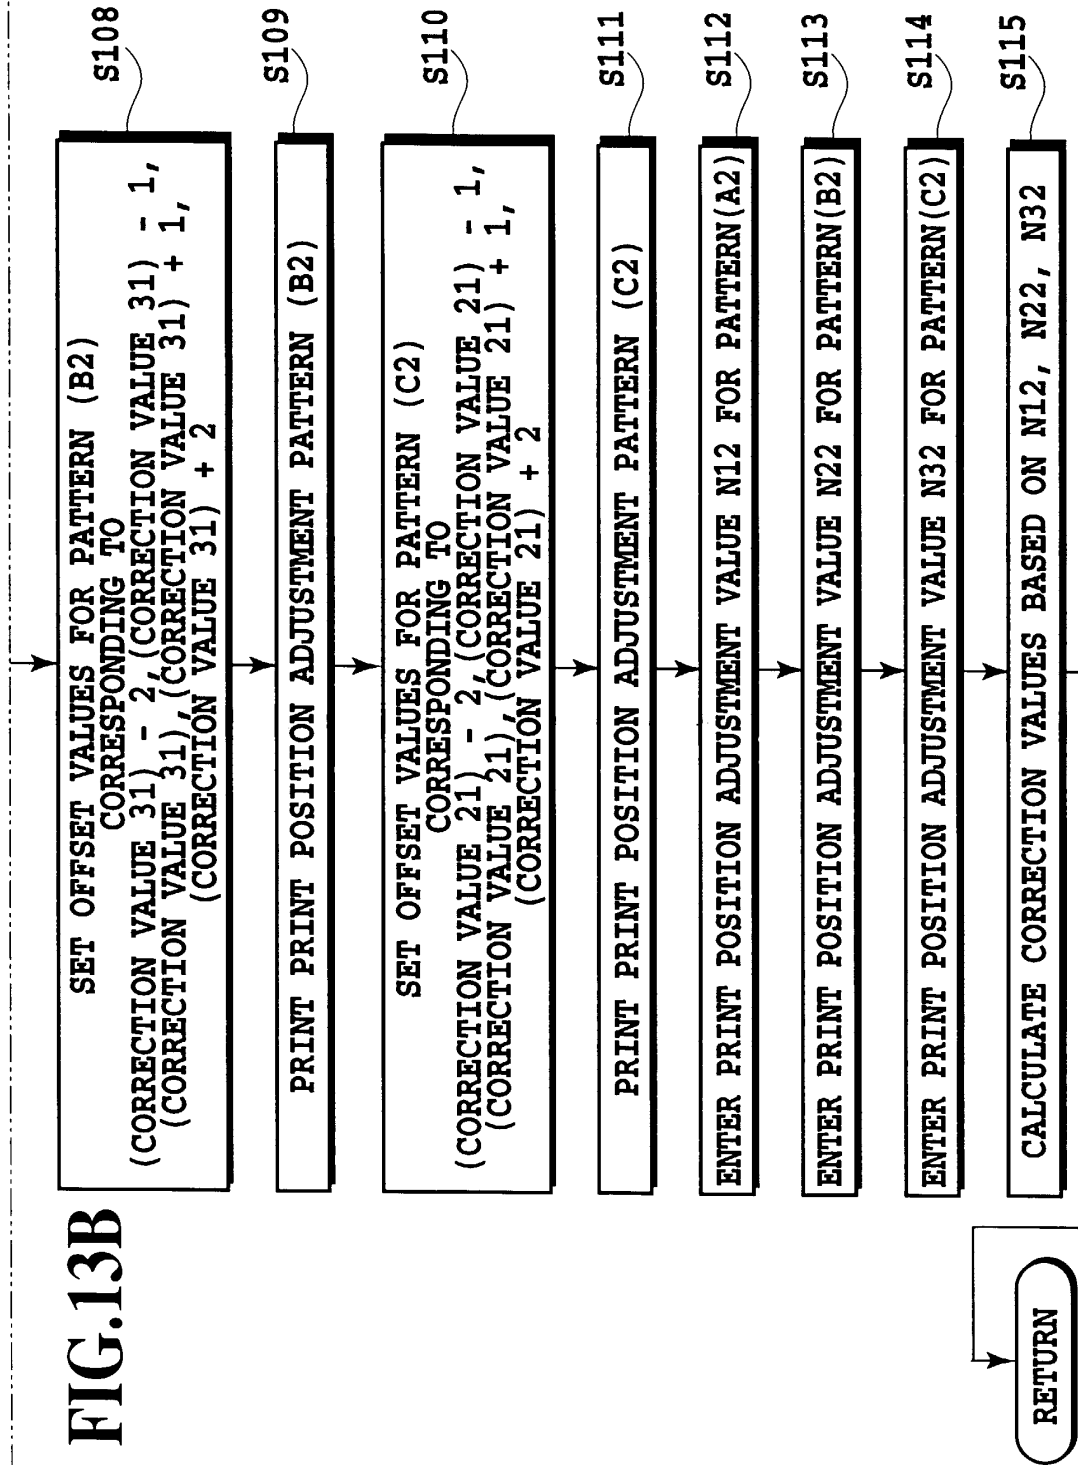 FIG.13B
SET OFFSET VALUES FOR PATTERN (B2)
CORRESPONDING TO
(CORRECTION VALUE 31) - 2,(CORRECTION VALUE 31) - 1,
(CORRECTION VALUE 31),(CORRECTION VALUE 31) + 1,
(CORRECTION VALUE 31) + 2
S108
PRINT PRINT POSITION ADJUSTMENT PATTERN (B2)
S109
SET OFFSET VALUES FOR PATTERN (C2)
CORRESPONDING TO
(CORRECTION VALUE 21) - 2,(CORRECTION VALUE 21) - 1,
(CORRECTION VALUE 21),(CORRECTION VALUE 21) + 1,
(CORRECTION VALUE 21) + 2
S110
PRINT PRINT POSITION ADJUSTMENT PATTERN (C2)
S111
ENTER PRINT POSITION ADJUSTMENT VALUE N12 FOR PATTERN(A2)
S112
ENTER PRINT POSITION ADJUSTMENT VALUE N22 FOR PATTERN(B2)
S113
ENTER PRINT POSITION ADJUSTMENT VALUE N32 FOR PATTERN(C2)
S114
CALCULATE CORRECTION VALUES BASED ON N12, N22, N32
S115
RETURN